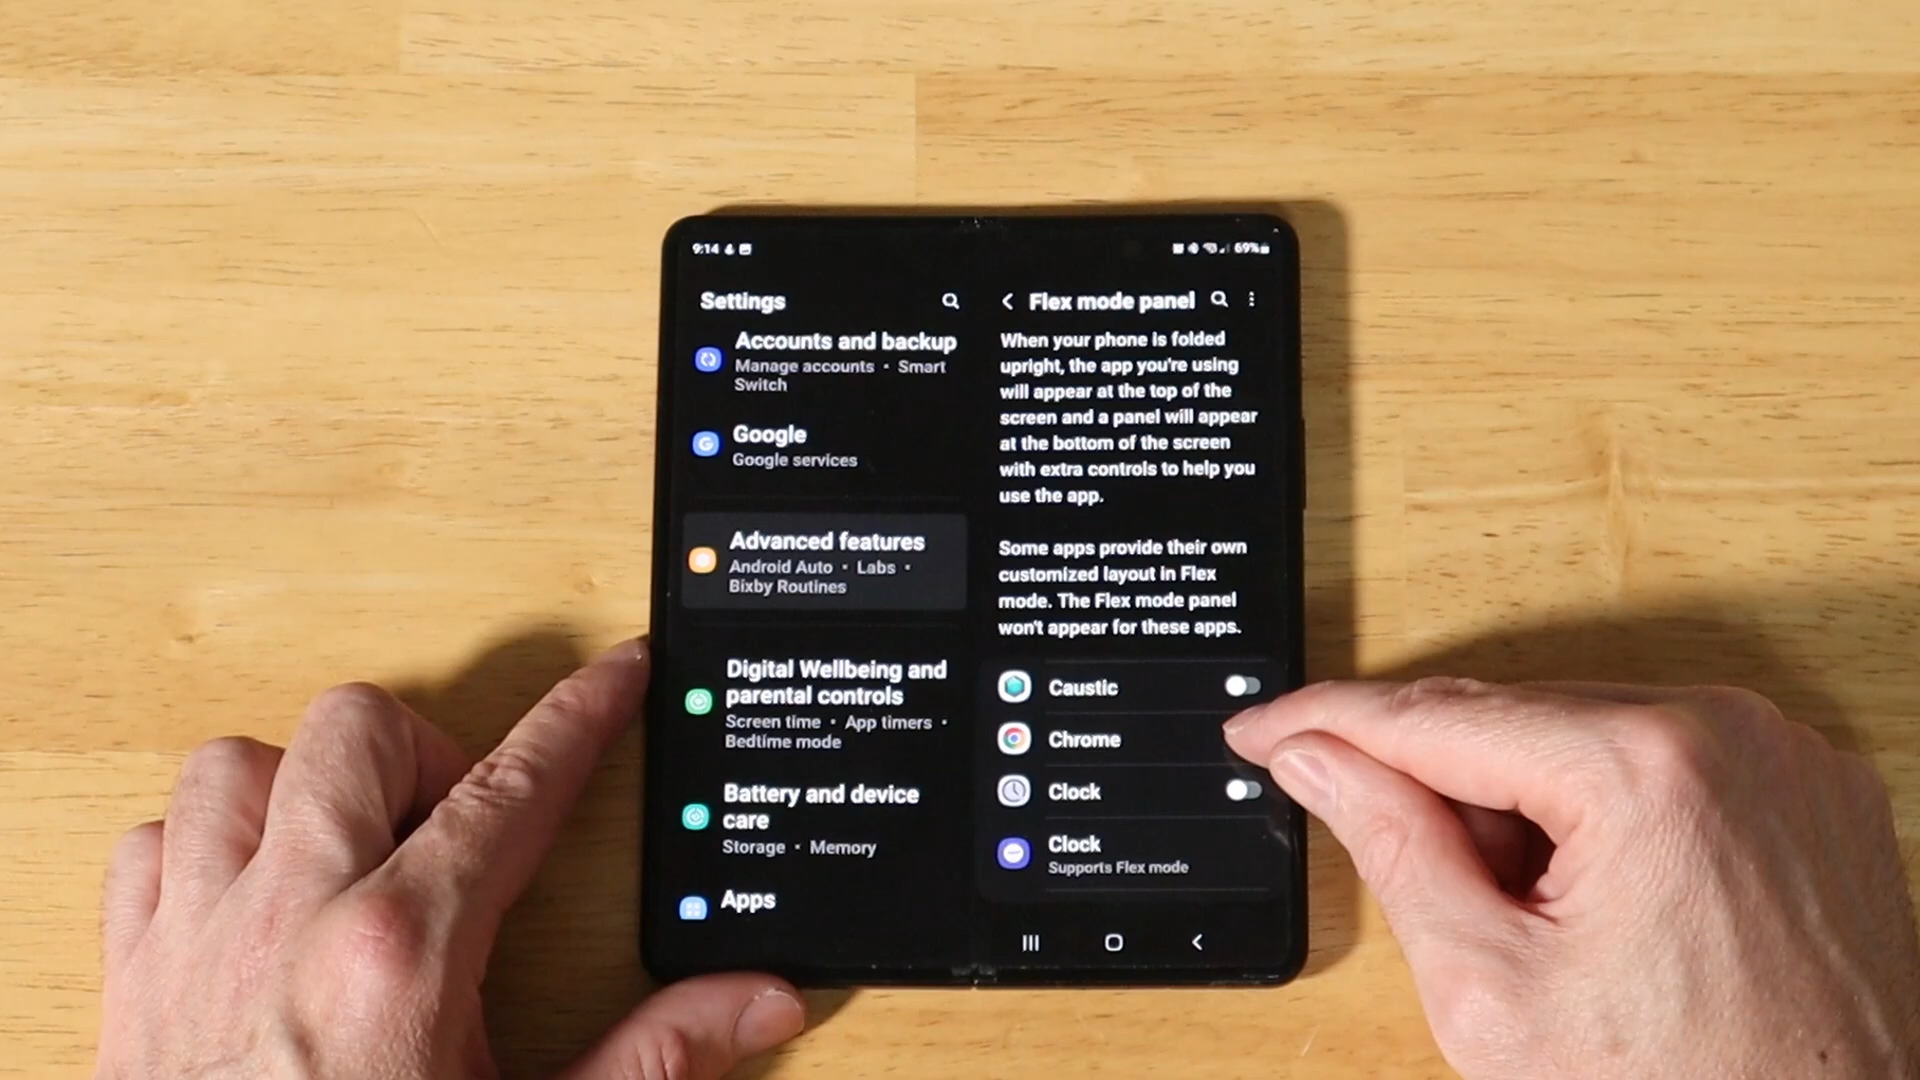 9:14
69%
Settings
Accounts and backup
Manage accounts • Smart
Switch
Google
Google services
Advanced features
Android Auto • Labs •
Bixby Routines
Digital Wellbeing and
parental controls
Screen time • App timers •
Bedtime mode
Battery and device
care
Storage • Memory
Apps
Flex mode panel
When your phone is folded
upright, the app you're using
will appear at the top of the
screen and a panel will appear
at the bottom of the screen
with extra controls to help you
use the app.
Some apps provide their own
customized layout in Flex
mode. The Flex mode panel
won't appear for these apps.
Caustic
Chrome
Clock
Clock
Supports Flex mode